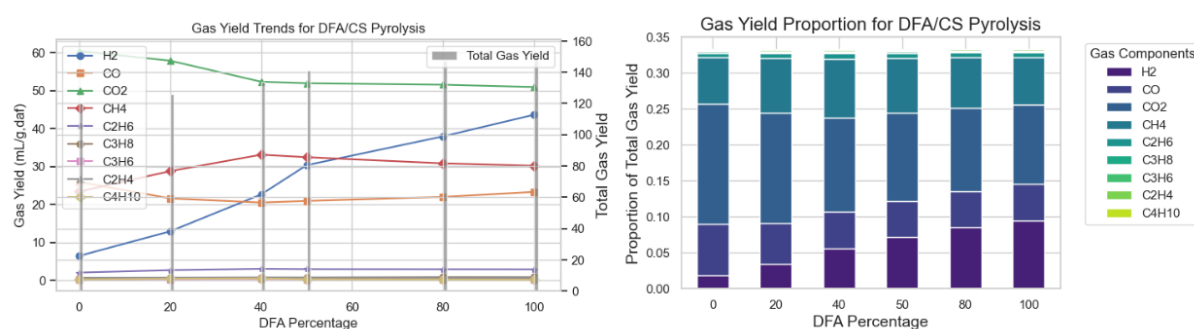 Gas Yield Trends for DFA/CS Pyrolysis
Gas Yield (mL/g.daf)
60
50
40
30
20
10
0
H2
CO
CO2
CH4
C2H6
C3H8
C3H6
C2H4
C4H10
Total Gas Yield
160
140
120
100
80
60
40
20
0
Total Gas Yield
0
20
40
60
80
100
DFA Percentage
Gas Yield Proportion for DFA/CS Pyrolysis
Proportion of Total Gas Yield
0.35
0.30
0.25
0.20
0.15
0.10
0.05
0.00
0
20
40
50
80
100
DFA Percentage
Gas Components
H2
CO
CO2
CH4
C2H6
C3H8
C3H6
C2H4
C4H10